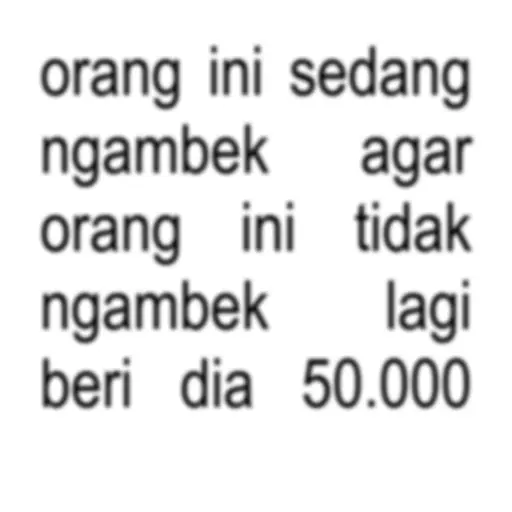 orang ini sedang
ngambek agar
orang ini tidak
ngambek lagi
beri dia 50.000